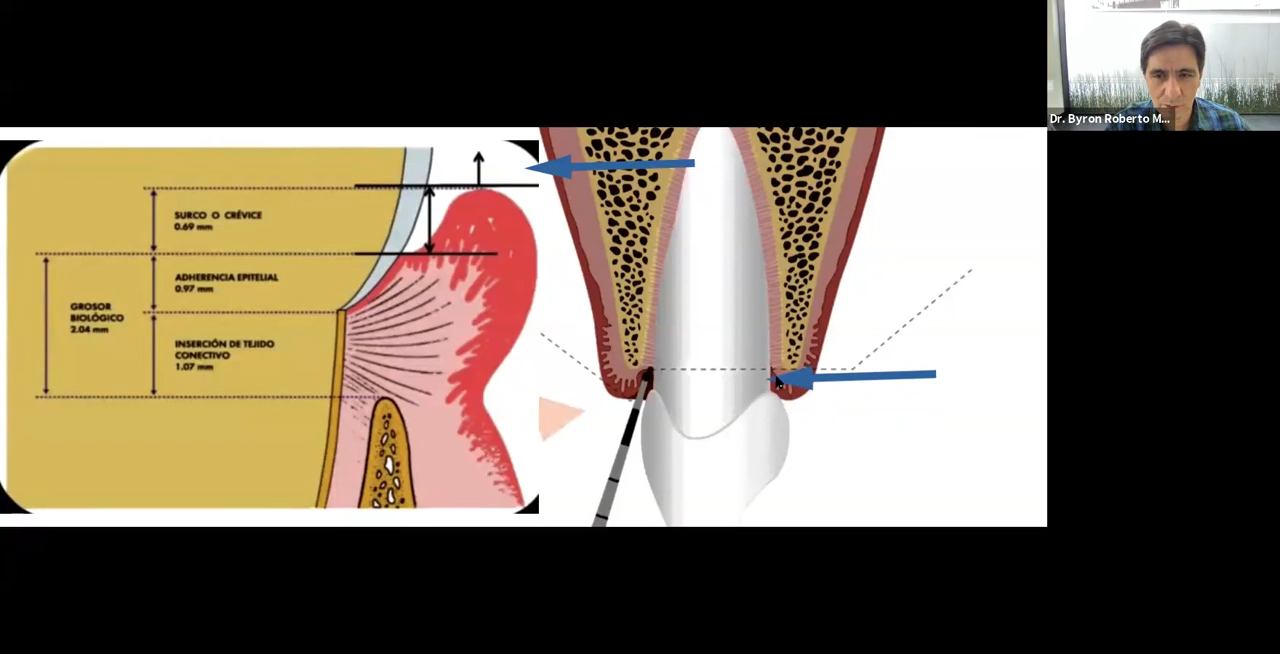 Dr. Byron Roberto M...
SURCO O CRÉVICE
0.69 mm
ADHERENCIA EPITELIAL
0.97 mm
GROSOR
BIOLÓGICO
2.04 mm
INSERCIÓN DE TEJIDO
CONECTIVO
1.07 mm